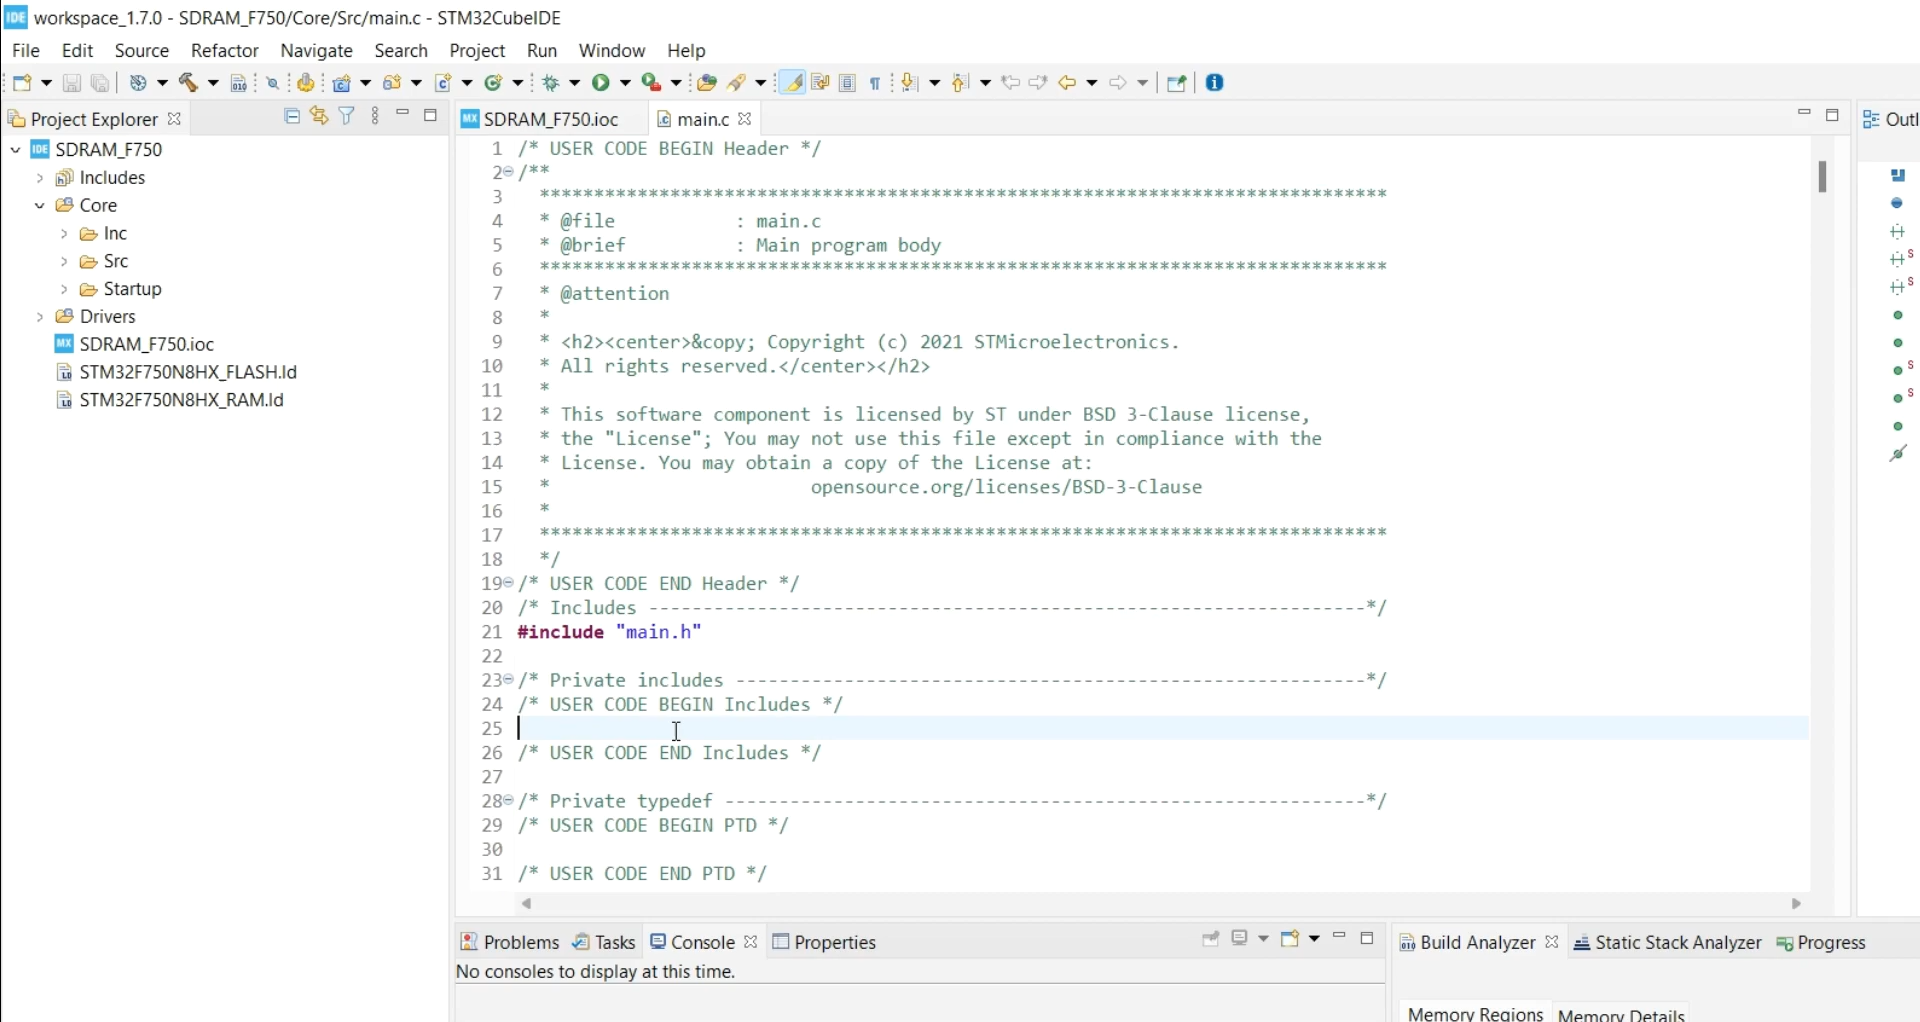 IDE workspace_1.7.0 - SDRAM_F750/Core/Src/main.c - STM32CubeIDE
File Edit Source Refactor Navigate Search Project Run Window Help
Project Explorer
MX SDRAM_F750.ioc main.c
Outl
IDE SDRAM_F750
Includes
Core
Inc
Src
Startup
Drivers
MX SDRAM_F750.ioc
STM32F750N8HX_FLASH.ld
STM32F750N8HX_RAM.ld
1 /* USER CODE BEGIN Header */
2 /**
3 ******************************************************************************
4 * @file : main.c
5 * @brief : Main program body
6 ******************************************************************************
7 * @attention
8 *
9 * <h2><center>&copy; Copyright (c) 2021 STMicroelectronics.
10 * All rights reserved.</center></h2>
11 *
12 * This software component is licensed by ST under BSD 3-Clause license,
13 * the "License"; You may not use this file except in compliance with the
14 * License. You may obtain a copy of the License at:
15 * opensource.org/licenses/BSD-3-Clause
16 *
17 ******************************************************************************
18 */
19 /* USER CODE END Header */
20 /* Includes ------------------------------------------------------------------*/
21 #include "main.h"
22
23 /* Private includes ----------------------------------------------------------*/
24 /* USER CODE BEGIN Includes */
25
26 /* USER CODE END Includes */
27
28 /* Private typedef -----------------------------------------------------------*/
29 /* USER CODE BEGIN PTD */
30
31 /* USER CODE END PTD */
Problems Tasks Console Properties
No consoles to display at this time.
Build Analyzer Static Stack Analyzer Progress
Memory Regions Memory Details